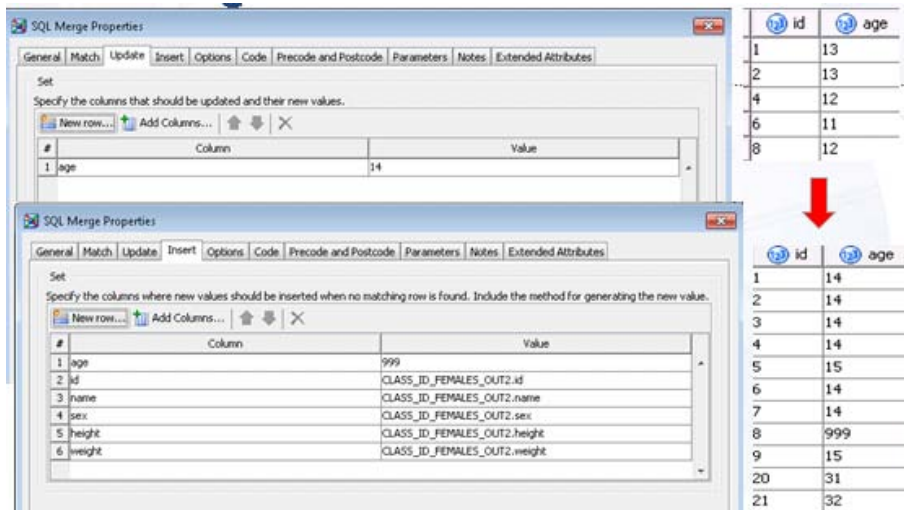 SQL Merge Properties
General Match Update Insert Options Code Precode and Postcode Parameters Notes Extended Attributes
Set
Specify the columns that should be updated and their new values.
New row... Add Columns...
# Column Value
1 age 14
SQL Merge Properties
General Match Update Insert Options Code Precode and Postcode Parameters Notes Extended Attributes
Set
Specify the columns where new values should be inserted when no matching row is found. Include the method for generating the new value.
New row... Add Columns...
# Column Value
1 age 999
2 id CLASS_ID_FEMALES_OUT2.id
3 name CLASS_ID_FEMALES_OUT2.name
4 sex CLASS_ID_FEMALES_OUT2.sex
5 height CLASS_ID_FEMALES_OUT2.height
6 weight CLASS_ID_FEMALES_OUT2.weight
123 id 123 age
1 13
2 13
4 12
6 11
8 12
123 id 123 age
1 14
2 14
3 14
4 14
5 15
6 14
7 14
8 999
9 15
20 31
21 32